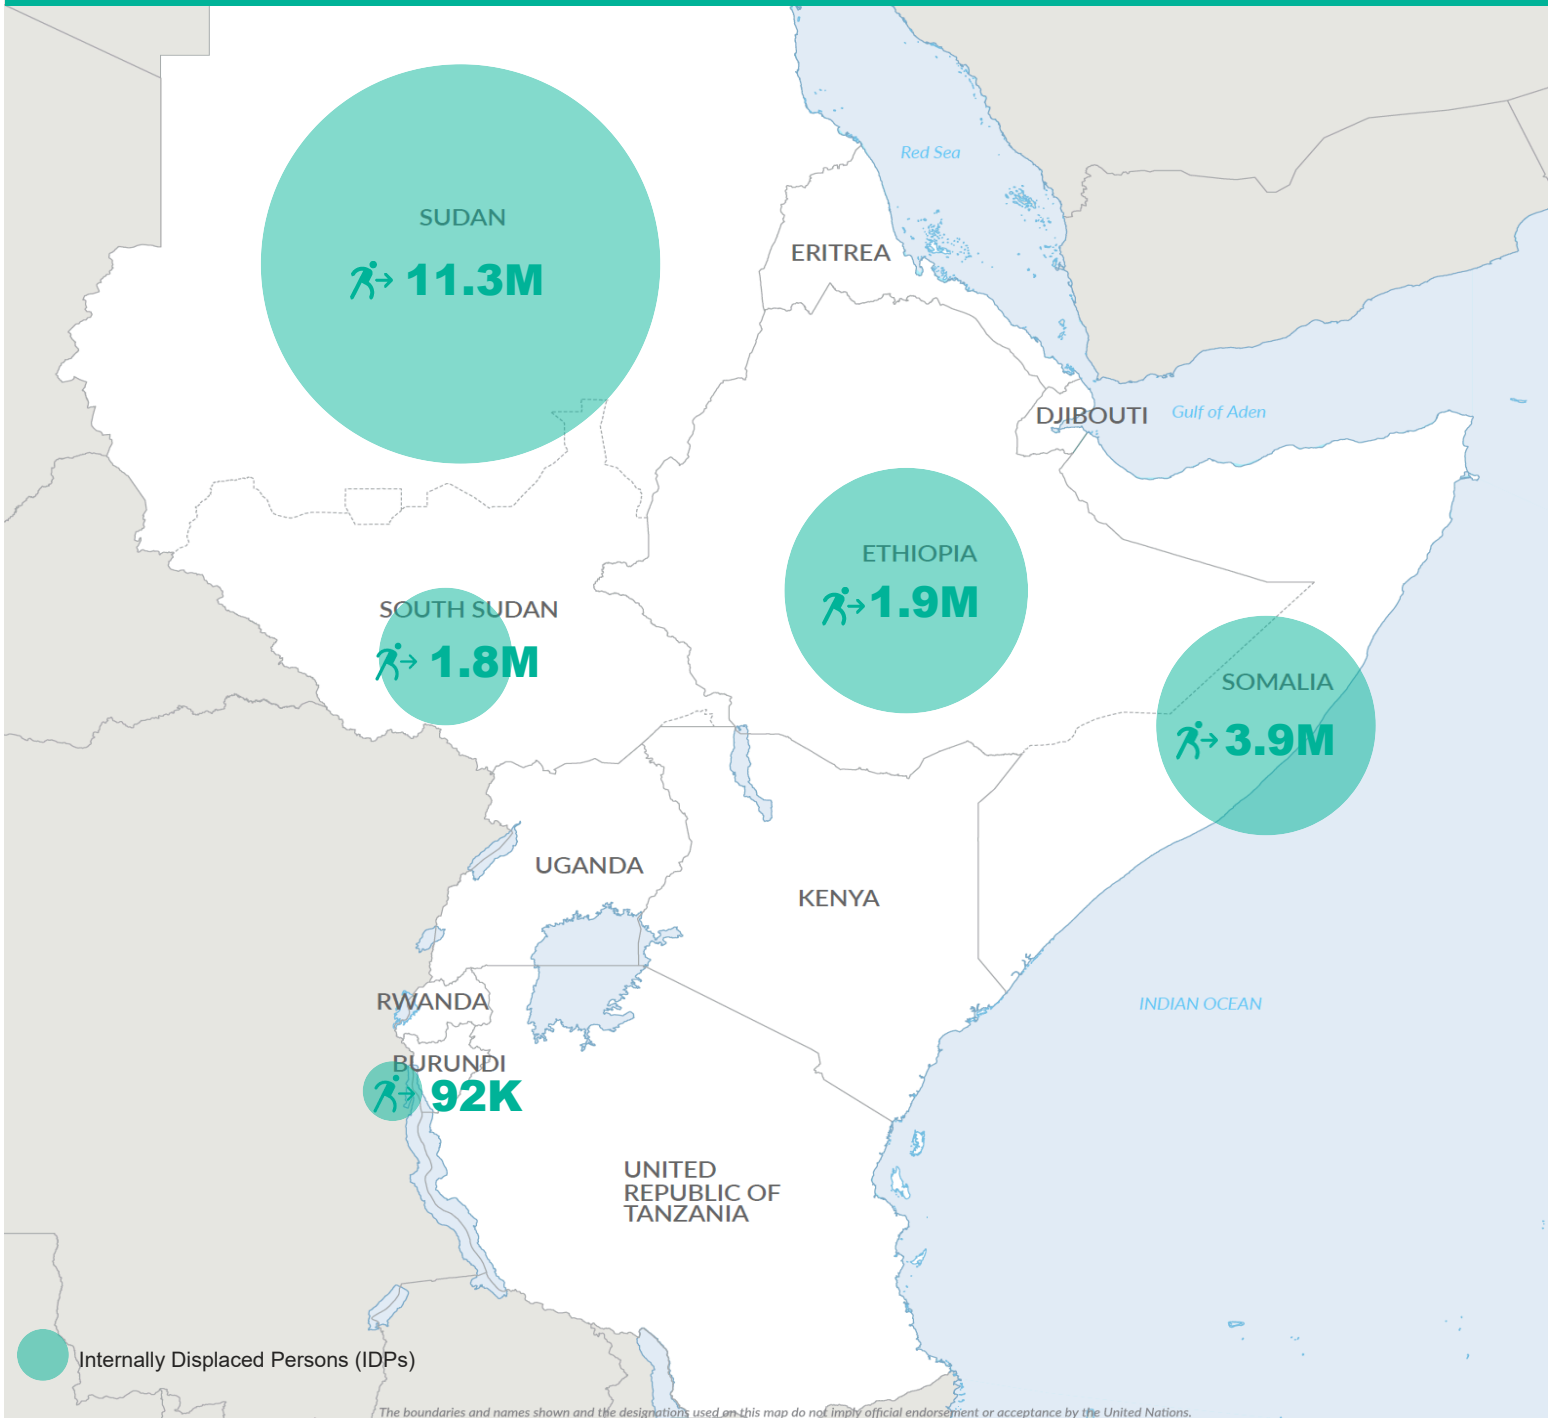 Red Sea
SUDAN
11.3M
ERITREA
DJIBOUTI
Gulf of Aden
ETHIOPIA
1.9M
SOUTH SUDAN
1.8M
SOMALIA
3.9M
UGANDA
KENYA
RWANDA
INDIAN OCEAN
BURUNDI
92K
UNITED
REPUBLIC OF
TANZANIA
Internally Displaced Persons (IDPs)
The boundaries and names shown and the designations used on this map do not imply official endorsement or acceptance by the United Nations.